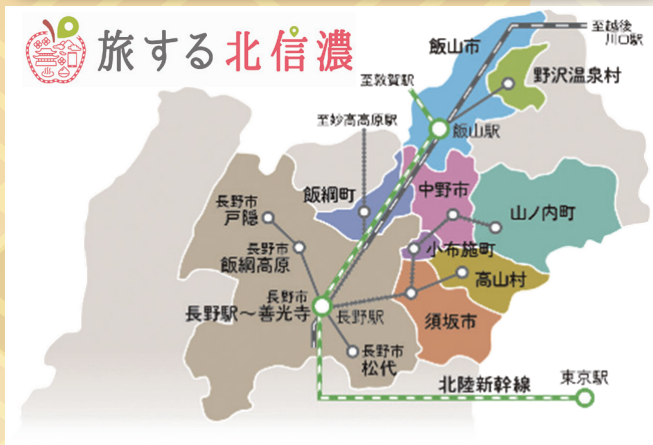 旅する北信濃
至越後
川口駅
飯山市
野沢温泉村
至敦賀駅
至妙高高原駅
飯山駅
飯綱町
中野市
山ノ内町
長野市
戸隠
小布施町
長野市
飯綱高原
高山村
長野市
長野駅〜善光寺
長野駅
須坂市
長野市
松代
北陸新幹線
東京駅